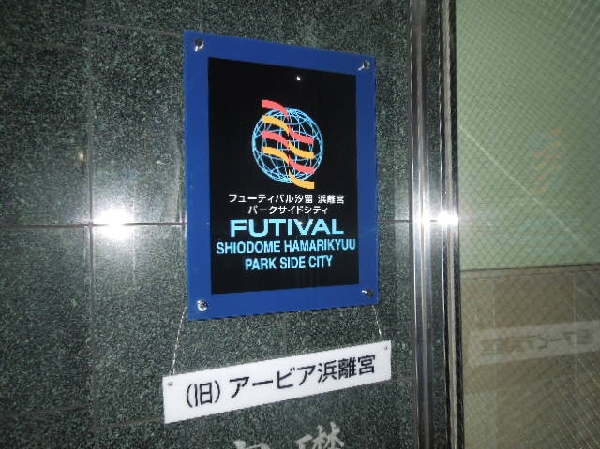 フューティバル汐留 浜離宮
パークサイドシティ
FUTIVAL
SHIODOME HAMARIKYUU
PARK SIDE CITY
(旧) アービア浜離宮